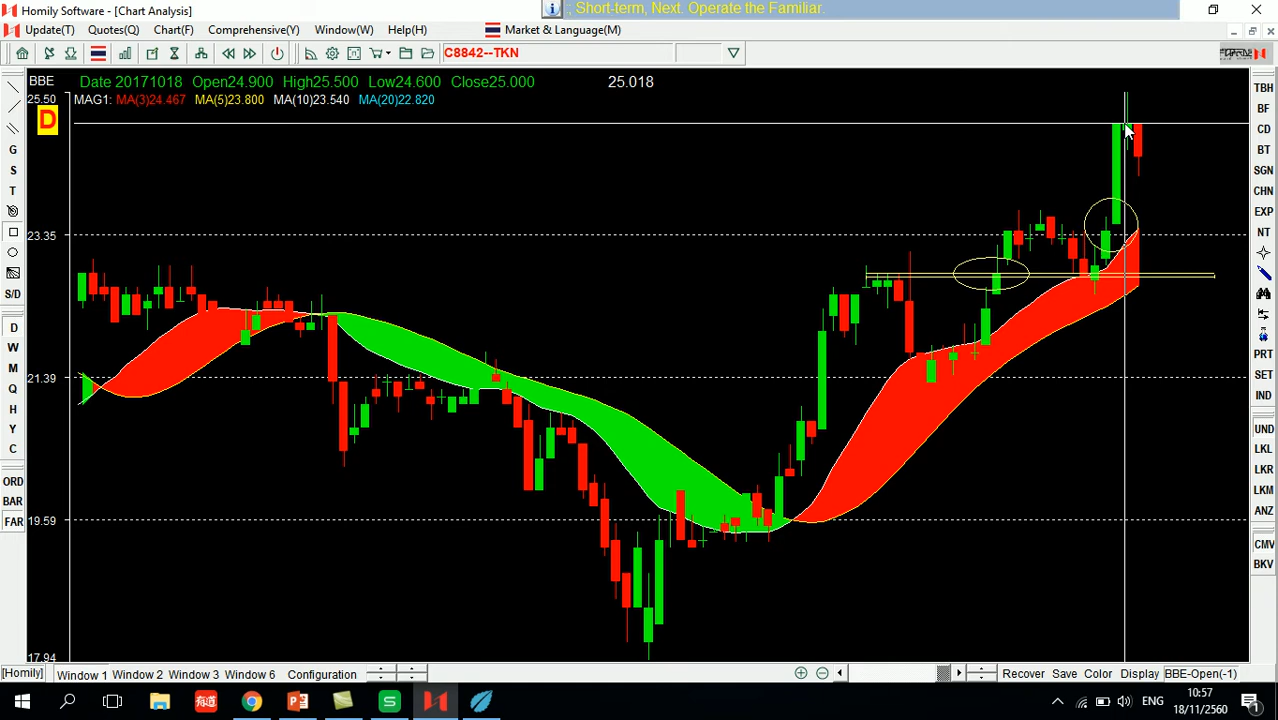 Homily Software - [Chart Analysis]
:, Short-term, Next. Operate the Familiar.
Update(T) Quotes(Q) Chart(F) Comprehensive(Y) Window(W) Help(H) Market & Language(M)
C8842--TKN
BBE Date 20171018 Open24.900 High25.500 Low24.600 Close25.000 25.018
25.50 MAG1: MA(3)24.467 MA(5)23.800 MA(10)23.540 MA(20)22.820
D
23.35
21.39
19.59
17.94
G
S
T
S/D
D
W
M
Q
H
Y
C
ORD
BAR
FAR
TBH
BF
CD
BT
SGN
CHN
EXP
NT
PRT
SET
IND
UND
LKL
LKR
LKM
ANZ
CMV
BKV
[Homily] Window 1 Window 2 Window 3 Window 6 Configuration Recover Save Color Display BBE-Open(-1)
有道 P S ENG 10:57
18/11/2560 1